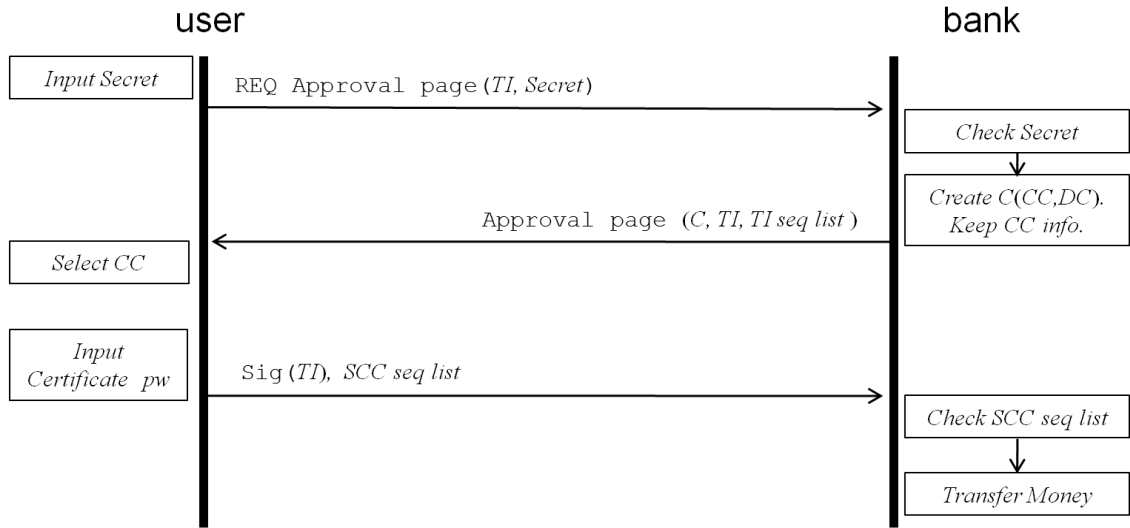 user
bank
Input Secret
REQ Approval page(TI, Secret)
Check Secret
Create C(CC,DC).
Keep CC info.
Approval page (C, TI, TI seq list )
Select CC
Input
Certificate pw
Sig(TI), SCC seq list
Check SCC seq list
Transfer Money